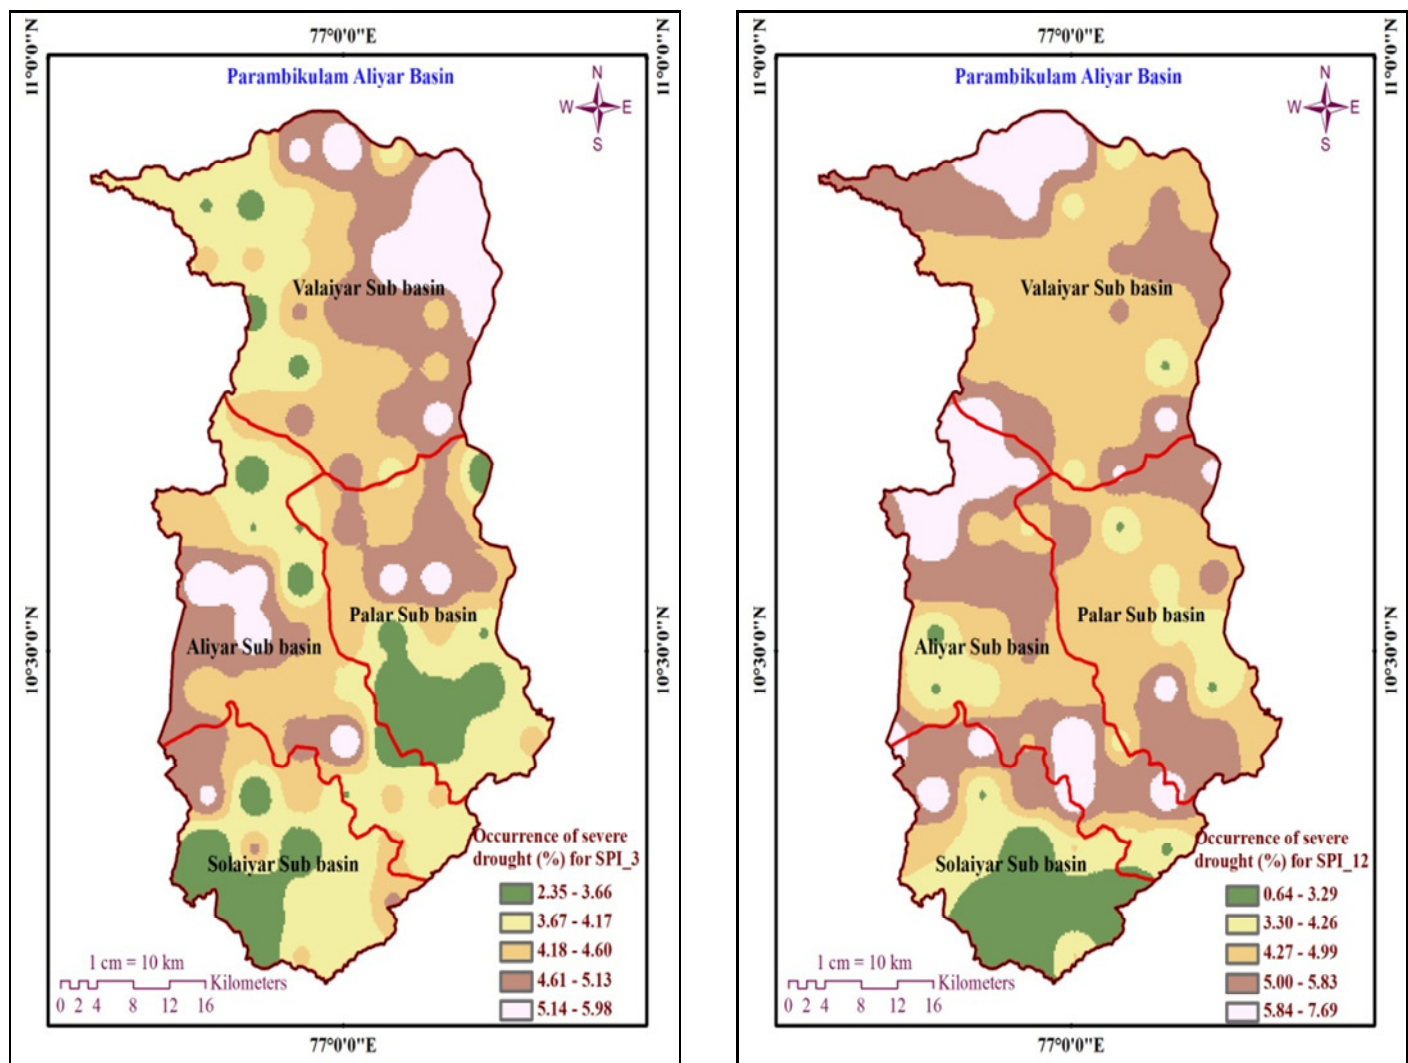 77°0'0"E
11°0'0"N
11°0'0"N
Parambikulam Aliyar Basin
N
W
E
S
Valaiyar Sub basin
Palar Sub basin
Aliyar Sub basin
10°30'0"N
10°30'0"N
Solaiyar Sub basin
Occurrence of severe
drought (%) for SPI_3
2.35 - 3.66
3.67 - 4.17
4.18 - 4.60
4.61 - 5.13
5.14 - 5.98
1 cm = 10 km
Kilometers
0 2 4 8 12 16
77°0'0"E
77°0'0"E
11°0'0"N
11°0'0"N
Parambikulam Aliyar Basin
N
W
E
S
Valaiyar Sub basin
Palar Sub basin
Aliyar Sub basin
10°30'0"N
10°30'0"N
Solaiyar Sub basin
Occurrence of severe
drought (%) for SPI_12
0.64 - 3.29
3.30 - 4.26
4.27 - 4.99
5.00 - 5.83
5.84 - 7.69
1 cm = 10 km
Kilometers
0 2 4 8 12 16
77°0'0"E